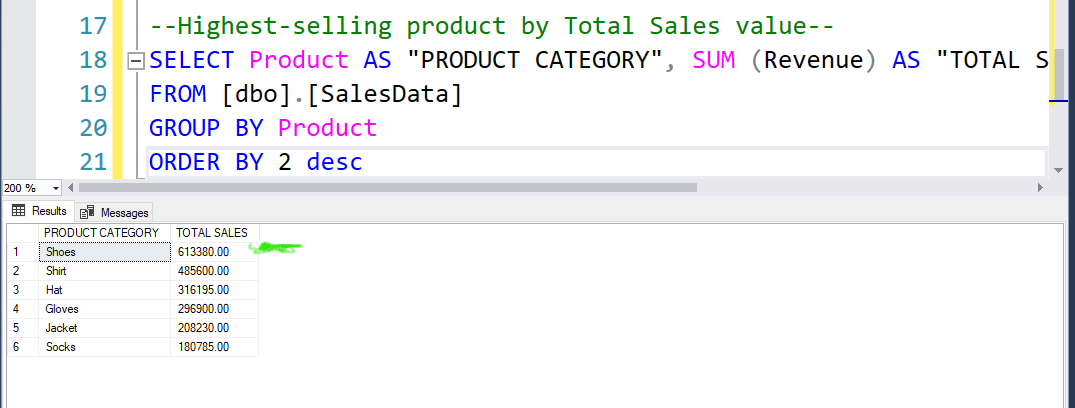 17 --Highest-selling product by Total Sales value--
18 SELECT Product AS "PRODUCT CATEGORY", SUM (Revenue) AS "TOTAL S
19 FROM [dbo].[SalesData]
20 GROUP BY Product
21 ORDER BY 2 desc
200 %
Results Messages
PRODUCT CATEGORY TOTAL SALES
1 Shoes 613380.00
2 Shirt 485600.00
3 Hat 316195.00
4 Gloves 296900.00
5 Jacket 208230.00
6 Socks 180785.00